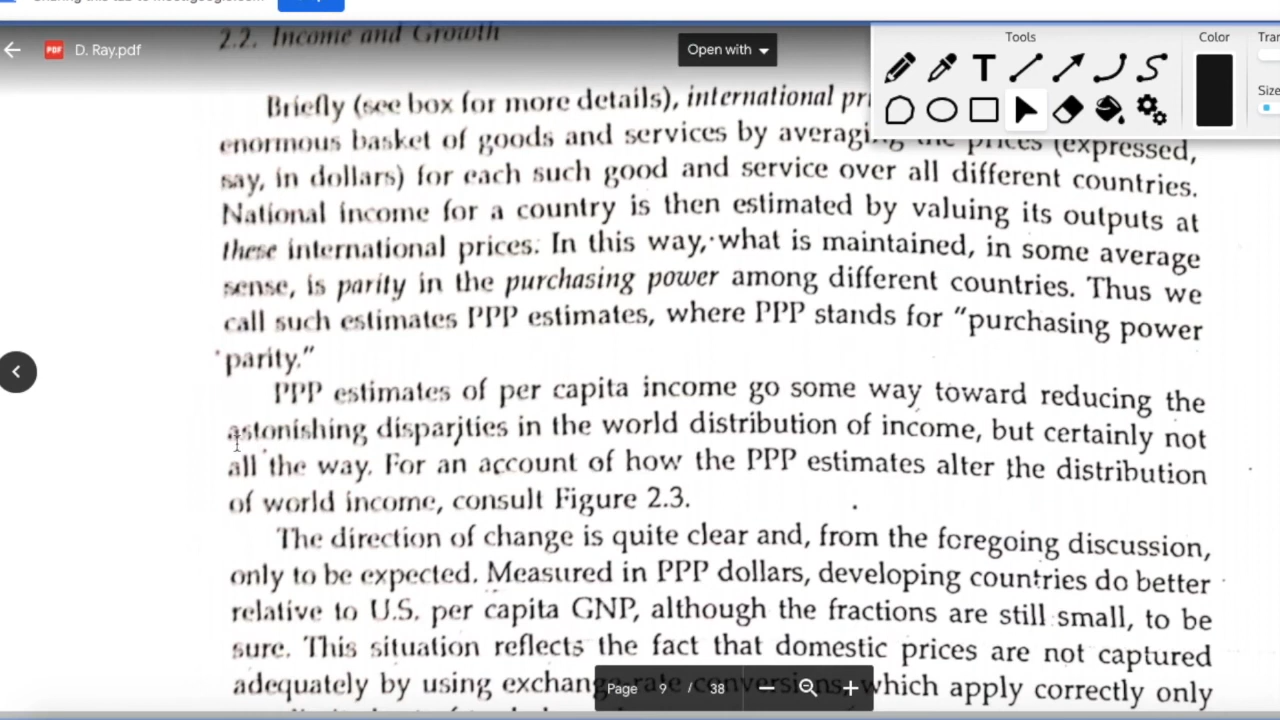 D. Ray.pdf
Open with
Tools
Color
2.2. Income and Growth
Briefly (see box for more details), international
enormous basket of goods and services by the prices (expressed,
say, in dollars) for each such good and service over all different countries.
National income for a country is then estimated by valuing its outputs at
these international prices. In this way, what is maintained, in some average
sense, is parity in the purchasing power among different countries. Thus we
call such estimates PPP estimates, where PPP stands for "purchasing power
parity."
PPP estimates of per capita income go some way toward reducing the
astonishing disparities in the world distribution of income, but certainly not
all the way. For an account of how the PPP estimates alter the distribution
of world income, consult Figure 2.3.
The direction of change is quite clear and, from the foregoing discussion,
only to be expected. Measured in PPP dollars, developing countries do better
relative to U.S. per capita GNP, although the fractions are still small, to be
sure. This situation reflects the fact that domestic prices are not captured
adequately by using exchange-rate conversions, which apply correctly only
Page 9 / 38